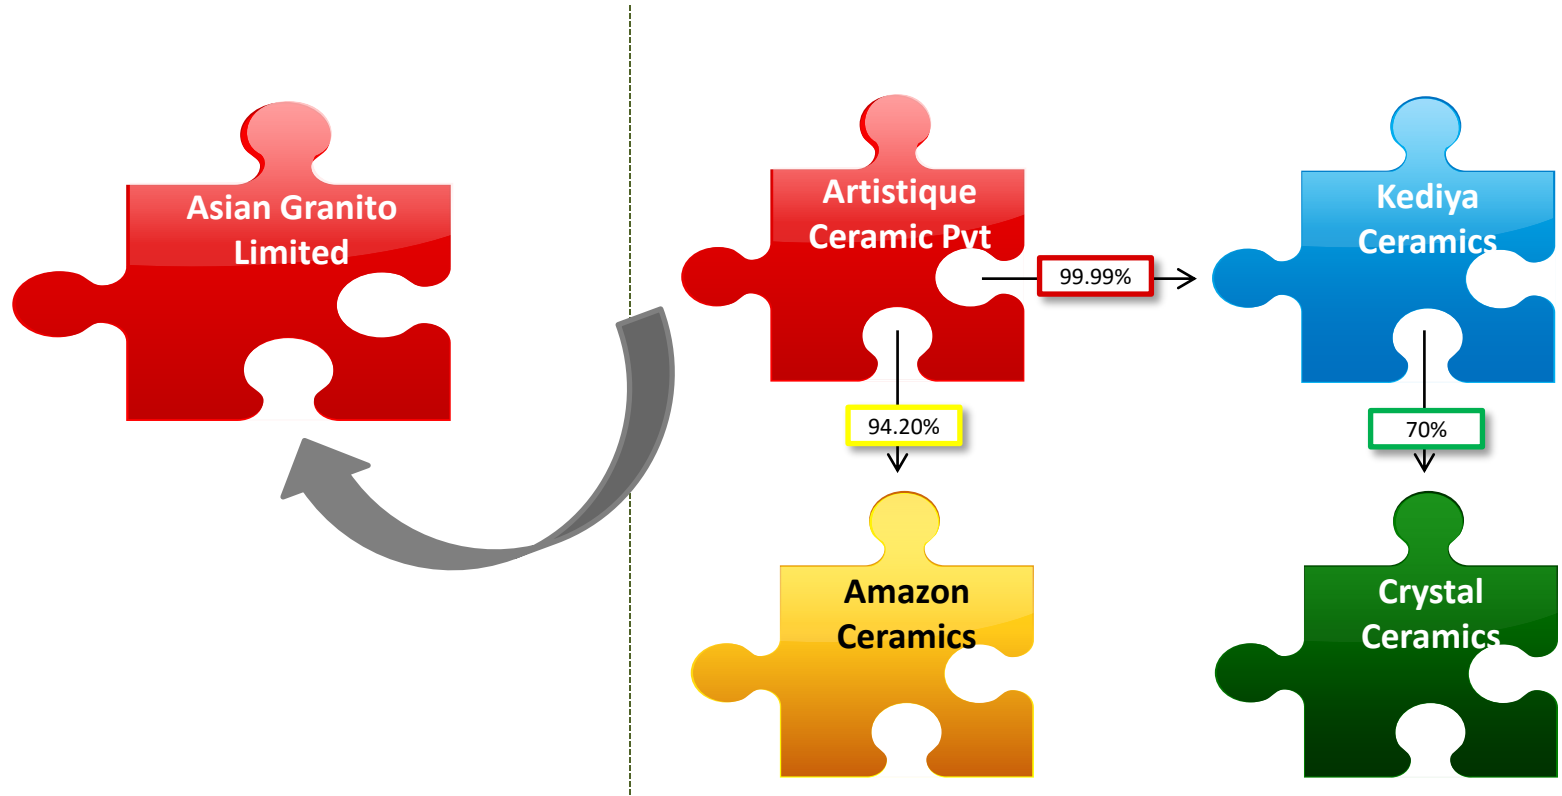 Asian Granito
Limited
Artistique
Ceramic Pvt
99.99%
Kediya
Ceramics
94.20%
70%
Amazon
Ceramics
Crystal
Ceramics